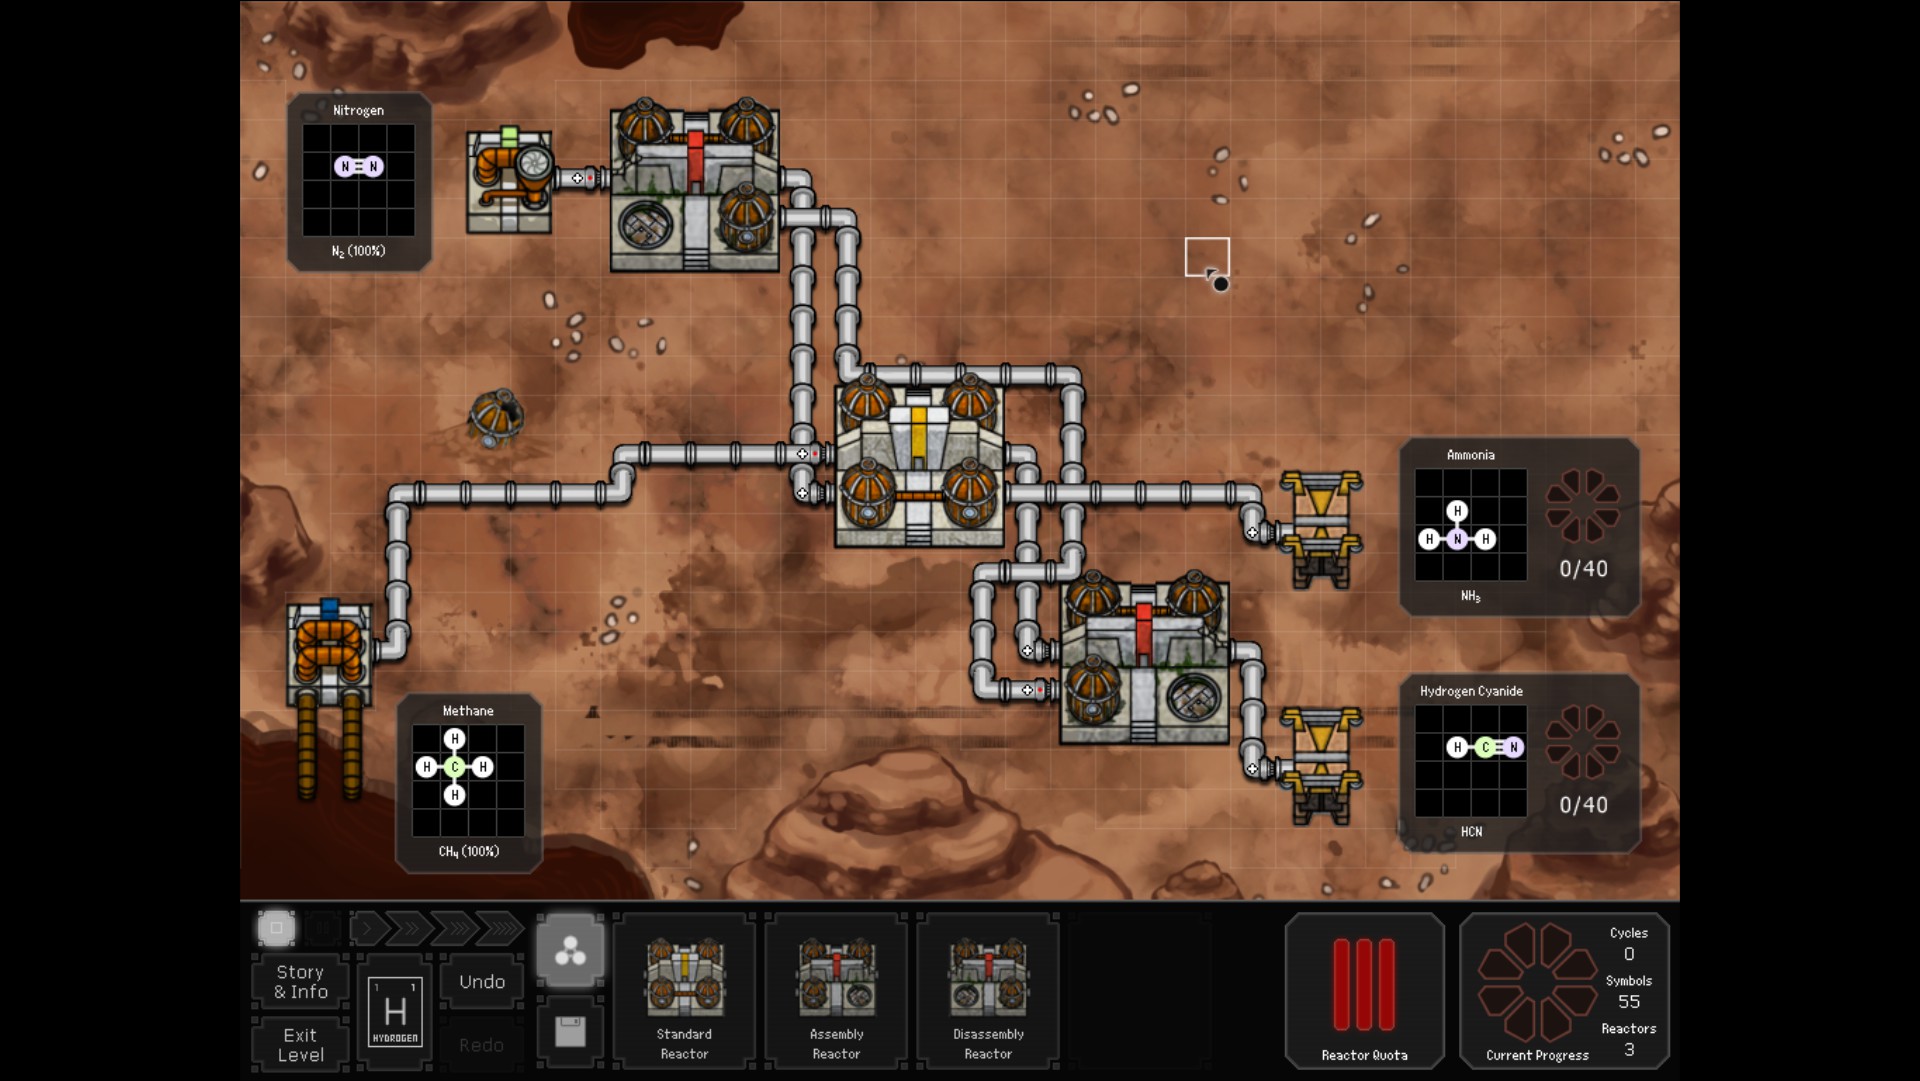 Nitrogen
N = N
N₂ (100%)
Ammonia
H
H N H
0/40
NH₃
Hydrogen Cyanide
H C N
0/40
HCN
Methane
H
H C H
H
CH₄ (100%)
Story
& Info
Exit
Level
1 1
H
HYDROGEN
Undo
Redo
Standard
Reactor
Assembly
Reactor
Disassembly
Reactor
Reactor Quota
Current Progress
Cycles
0
Symbols
55
Reactors
3